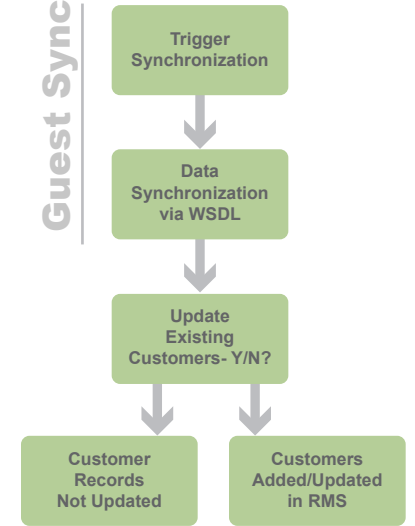 Guest Sync
Trigger
Synchronization
Data
Synchronization
via WSDL
Update
Existing
Customers- Y/N?
Customer
Records
Not Updated
Customers
Added/Updated
in RMS